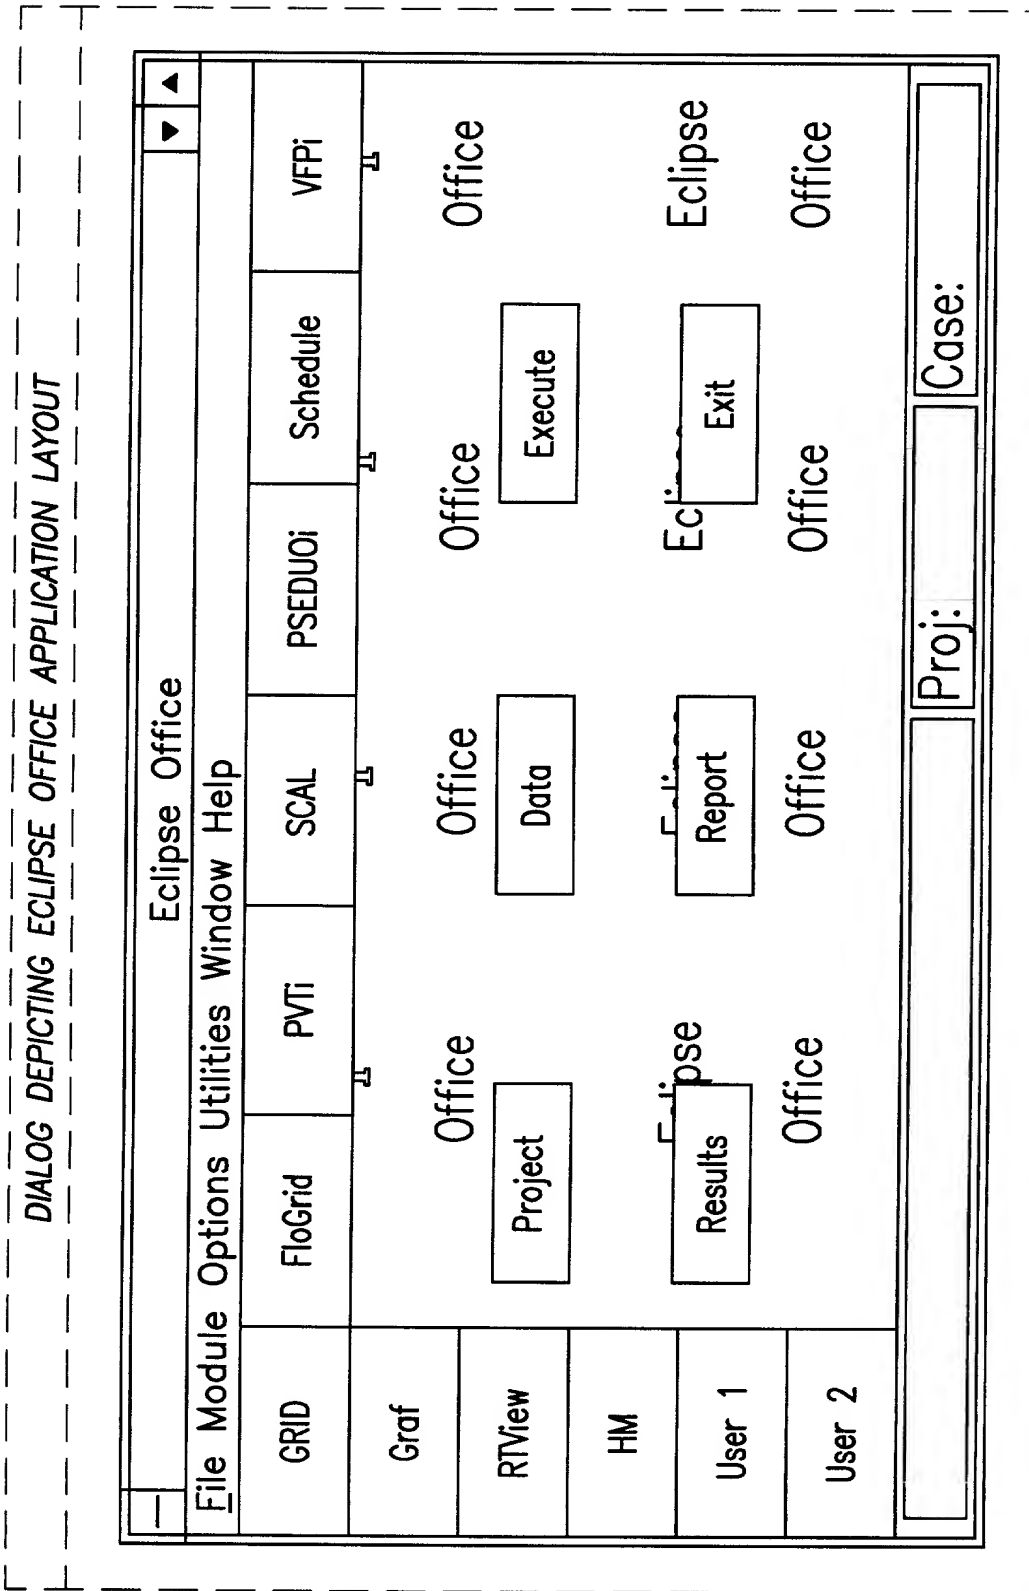 DIALOG DEPICTING ECLIPSE OFFICE APPLICATION LAYOUT
Eclipse Office
File Module Options Utilities Window Help
GRID FloGrid PVTi SCAL PSEDUOi Schedule VFPi
Graf
Office Office Office Office
RTView Project Data Execute
HM
User 1 Results Report Exit
Eclipse
User 2
Office Office Office Office
Proj: Case: